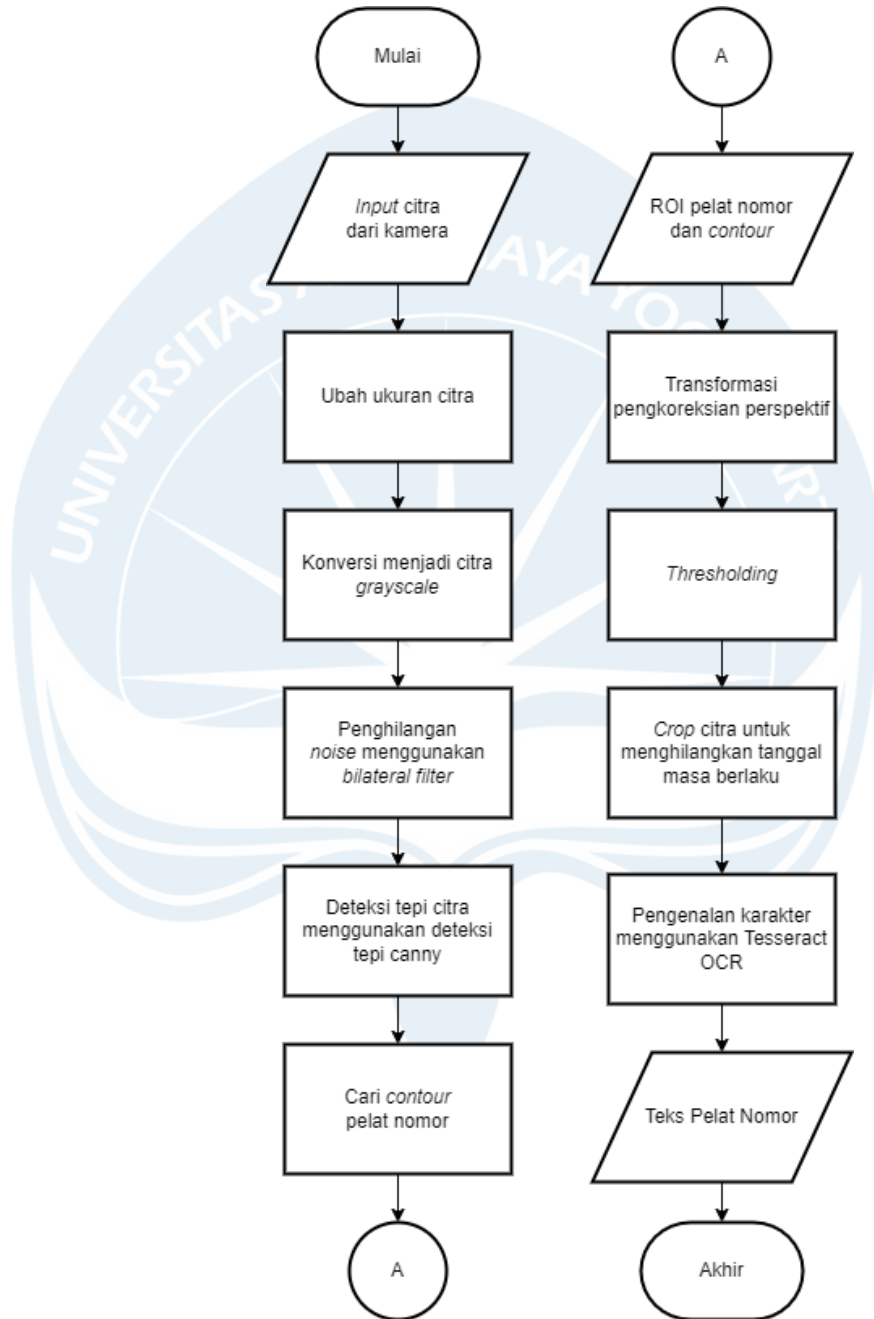 Mulai
Input citra
dari kamera
Ubah ukuran citra
Konversi menjadi citra
grayscale
Penghilangan
noise menggunakan
bilateral filter
Deteksi tepi citra
menggunakan deteksi
tepi canny
Cari contour
pelat nomor
A
A
ROI pelat nomor
dan contour
Transformasi
pengkoreksian perspektif
Thresholding
Crop citra untuk
menghilangkan tanggal
masa berlaku
Pengenalan karakter
menggunakan Tesseract
OCR
Teks Pelat Nomor
Akhir
UNIVERSITAS